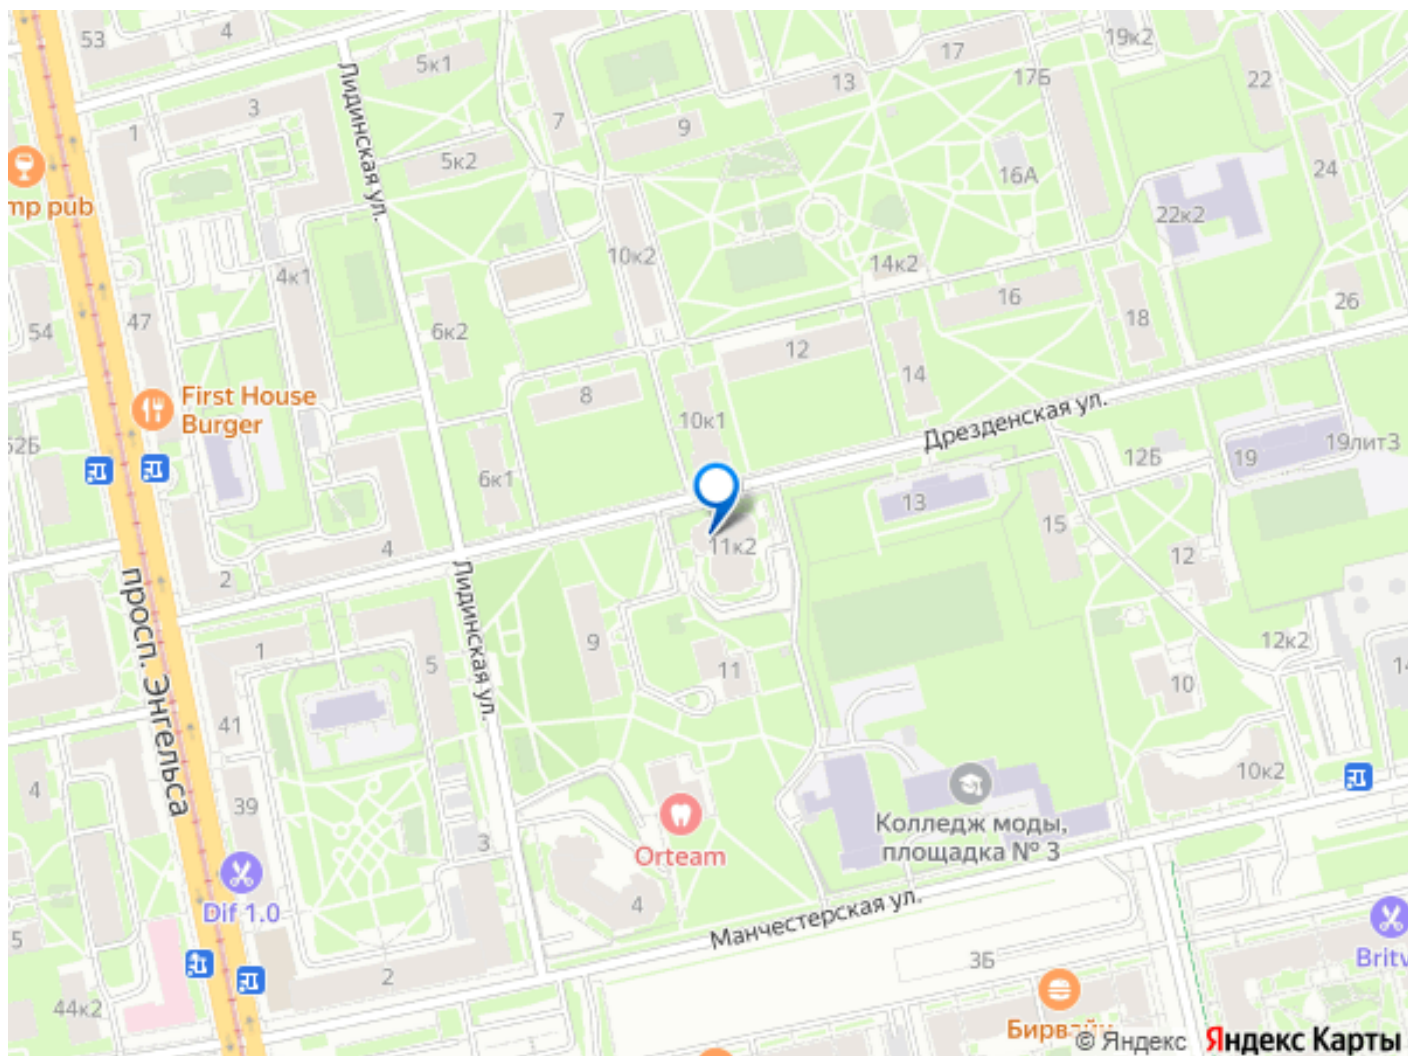 53
4
5к1
17
19к2
3
13
17Б
22
1
7
9
5к2
Лидинская ул.
16А
24
mp pub
22к2
10к2
14к2
4к1
16
26
54
47
6к2
12
18
14
First House
Burger
8
10к1
Дрезденская ул.
52Б
6к1
12Б
19
19лит3
13
15
4
11к2
12
2
просп. Энгельса
Лидинская ул.
1
5
9
11
12к2
14
10
41
4
39
10к2
3
Orteam
Колледж моды,
площадка № 3
Dif 1.0
4
Манчестерская ул.
5
2
3Б
44к2
Бирвайн
© Яндекс
Яндекс Карты